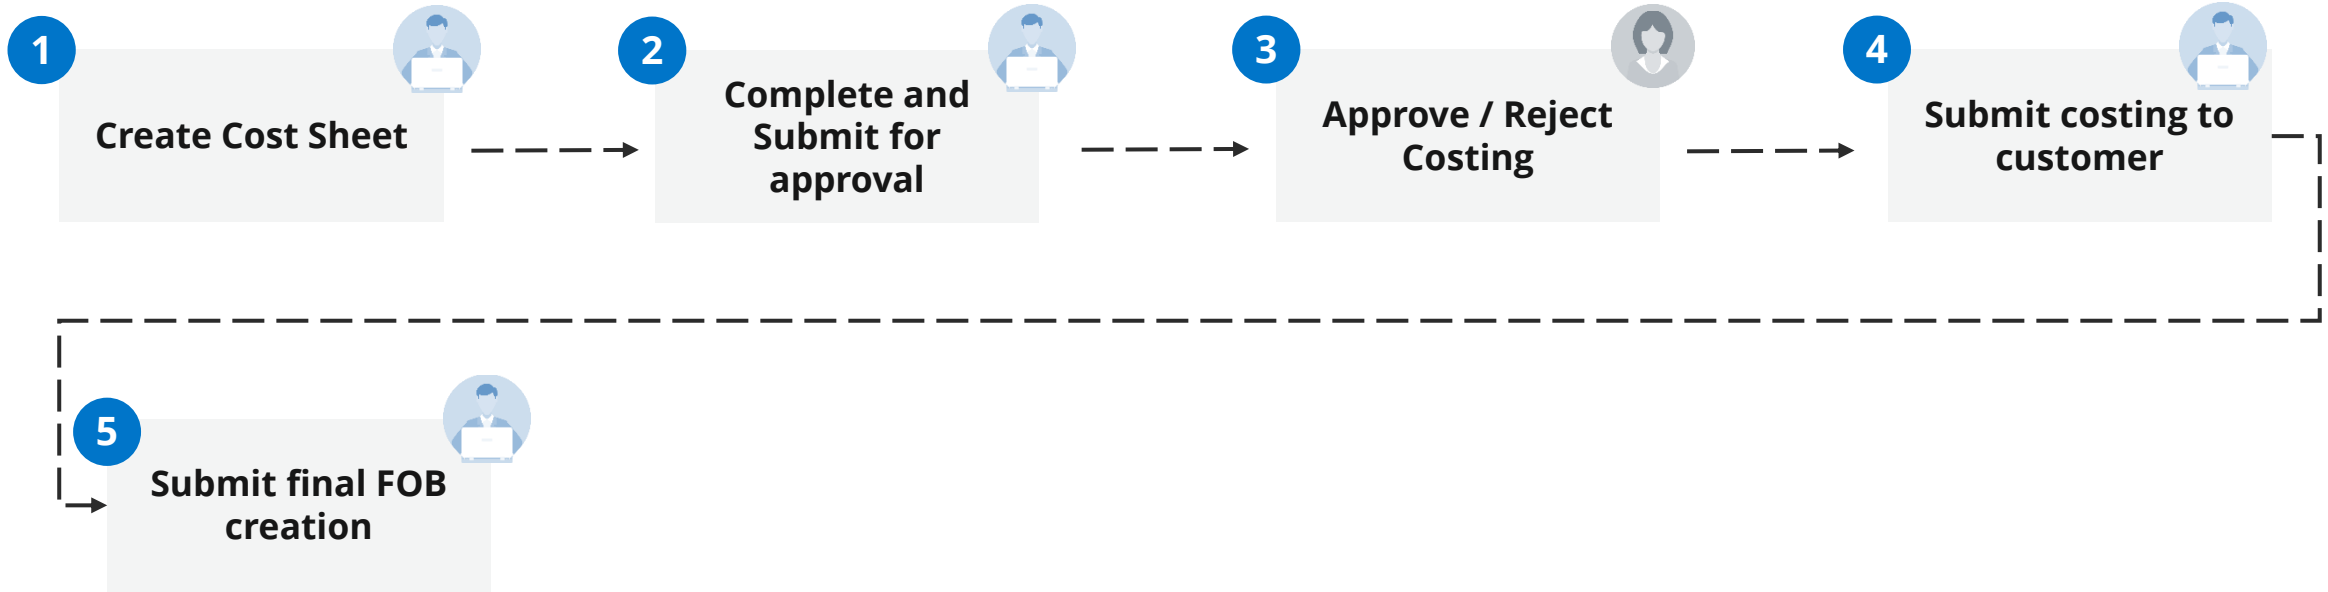 1
Create Cost Sheet
2
Complete and
Submit for
approval
3
Approve / Reject
Costing
4
Submit costing to
customer
5
Submit final FOB
creation